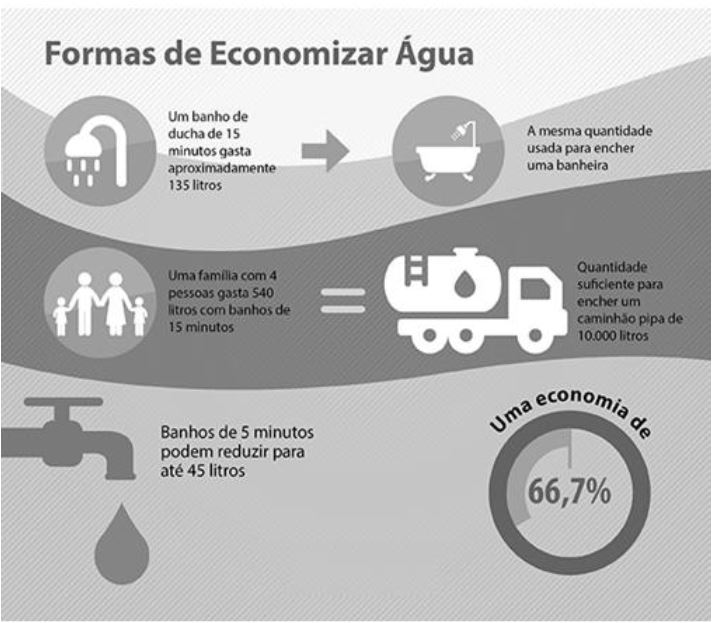 Formas de Economizar Água
Um banho de
ducha de 15
minutos gasta
aproximadamente
135 litros
A mesma quantidade
usada para encher
uma banheira
Uma família com 4
pessoas gasta 540
litros com banhos de
15 minutos
Quantidade
suficiente para
encher um
caminhão pipa de
10.000 litros
Banhos de 5 minutos
podem reduzir para
até 45 litros
Uma economia de
66,7%